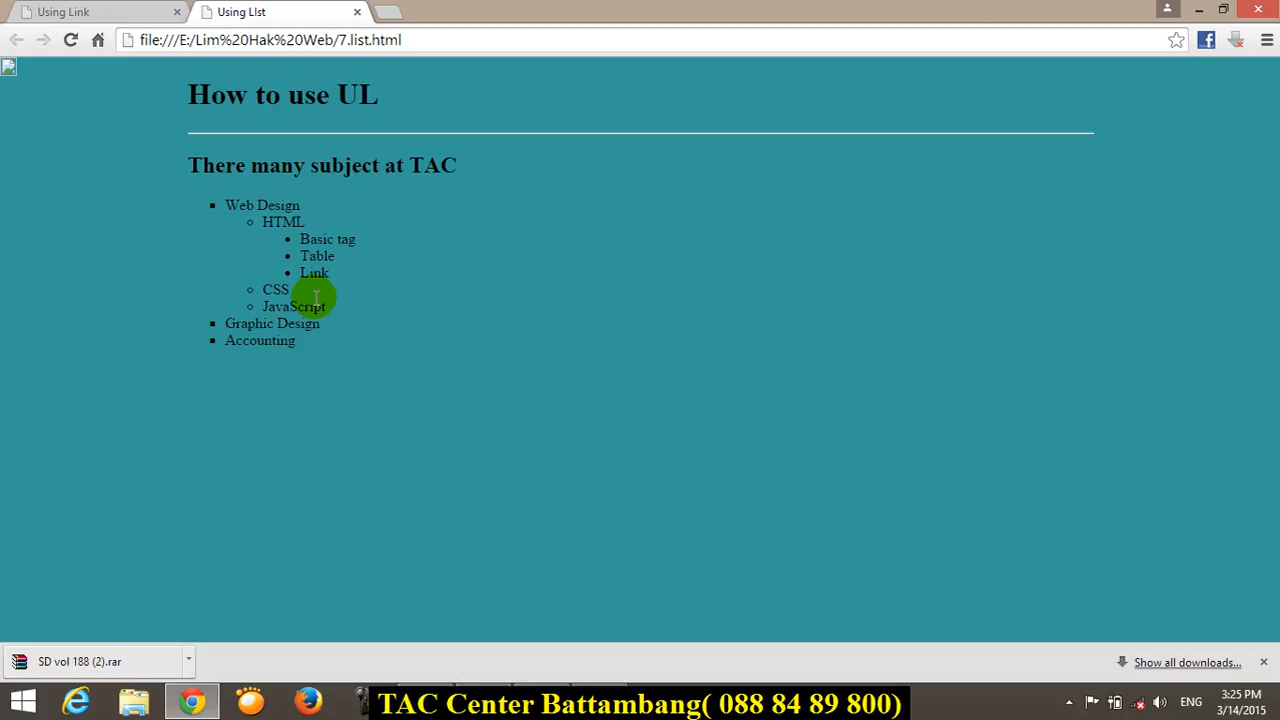 Using Link
Using LIst
file:///E:/Lim%20Hak%20Web/7.list.html
How to use UL
There many subject at TAC
Web Design
HTML
Basic tag
Table
Link
CSS
JavaScript
Graphic Design
Accounting
SD vol 188 (2).rar
Show all downloads...
TAC Center Battambang( 088 84 89 800)
ENG
3:25 PM
3/14/2015